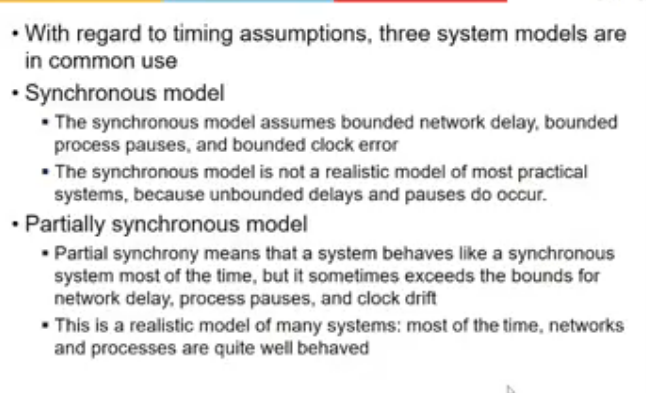 • With regard to timing assumptions, three system models are
in common use
• Synchronous model
▪ The synchronous model assumes bounded network delay, bounded
process pauses, and bounded clock error
▪ The synchronous model is not a realistic model of most practical
systems, because unbounded delays and pauses do occur.
• Partially synchronous model
▪ Partial synchrony means that a system behaves like a synchronous
system most of the time, but it sometimes exceeds the bounds for
network delay, process pauses, and clock drift
▪ This is a realistic model of many systems: most of the time, networks
and processes are quite well behaved